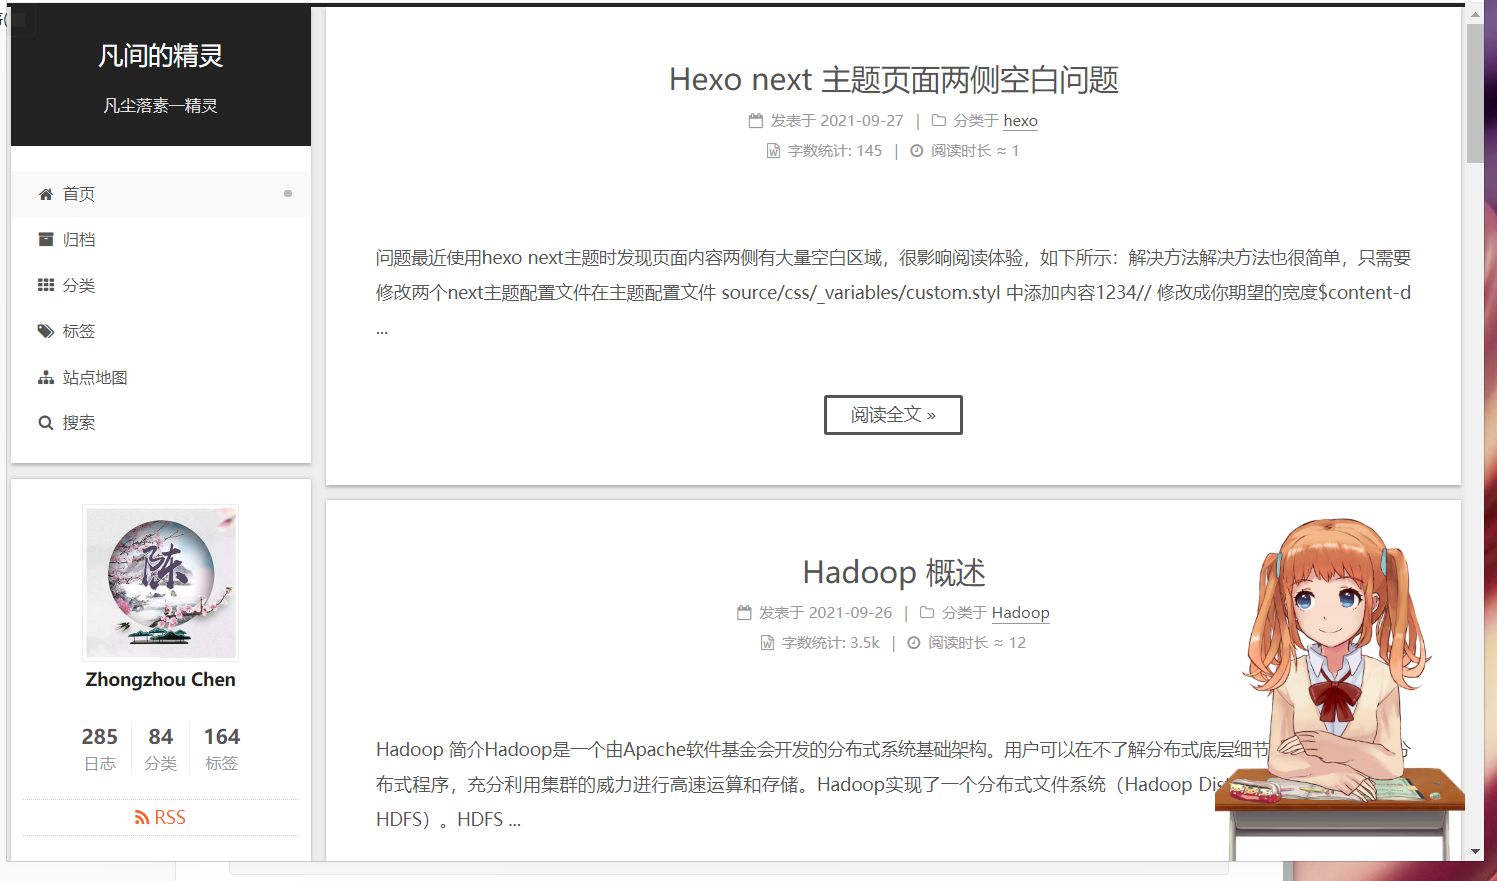 凡间的精灵
凡尘落素一精灵
首页
归档
分类
标签
站点地图
搜索
陈
Zhongzhou Chen
285 84 164
日志 分类 标签
RSS
Hexo next 主题页面两侧空白问题
发表于 2021-09-27 | 分类于 hexo
字数统计: 145 | 阅读时长 ≈ 1
问题最近使用hexo next主题时发现页面内容两侧有大量空白区域，很影响阅读体验，如下所示：解决方法解决方法也很简单，只需要
修改两个next主题配置文件在主题配置文件 source/css/_variables/custom.styl 中添加内容1234// 修改成你期望的宽度$content-d
...
阅读全文 »
Hadoop 概述
发表于 2021-09-26 | 分类于 Hadoop
字数统计: 3.5k | 阅读时长 ≈ 12
Hadoop 简介Hadoop是一个由Apache软件基金会开发的分布式系统基础架构。用户可以在不了解分布式底层细节 分
布式程序，充分利用集群的威力进行高速运算和存储。Hadoop实现了一个分布式文件系统（Hadoop
HDFS）。HDFS ...